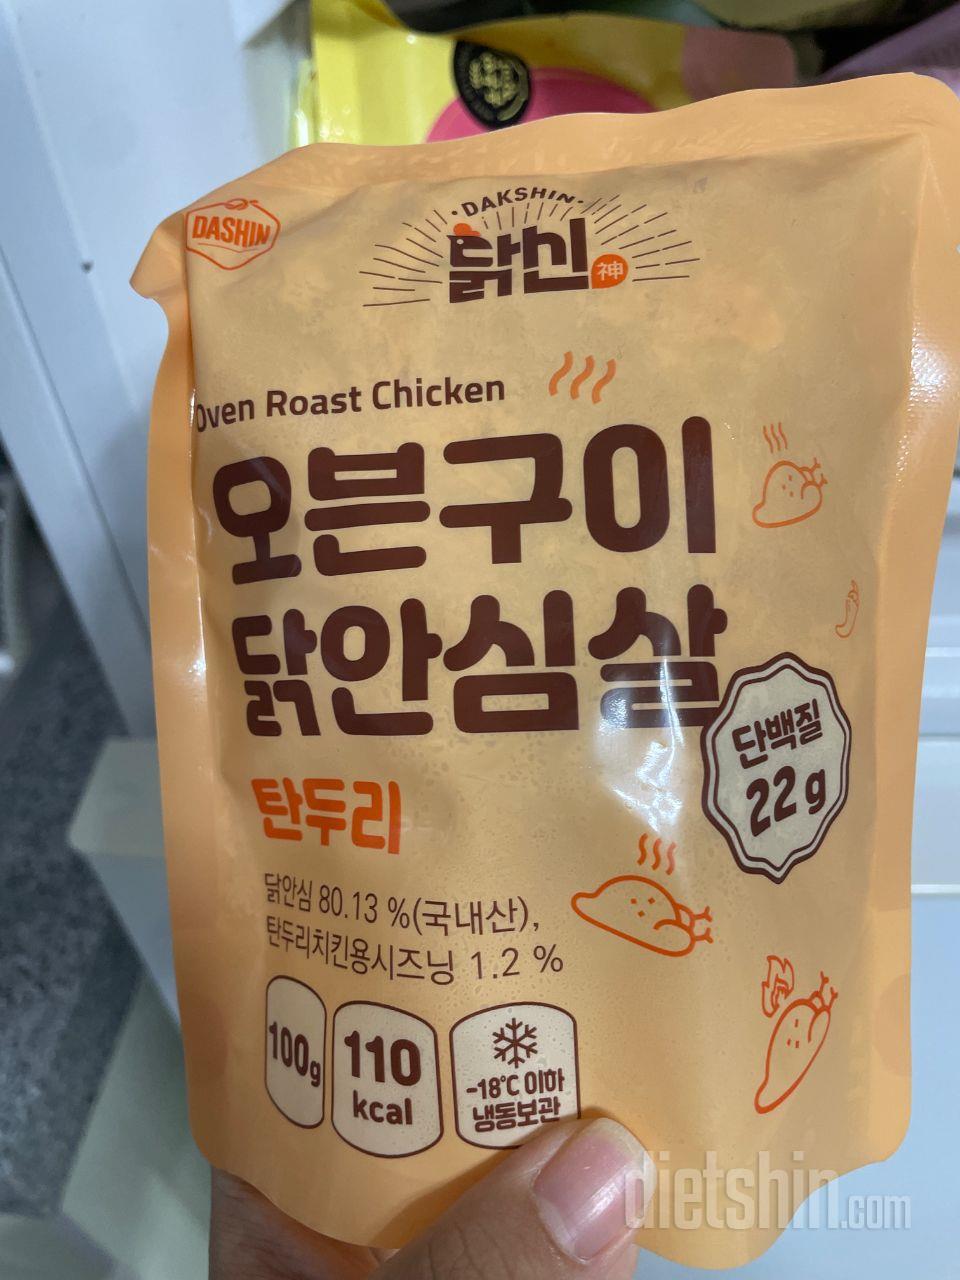 DASHIN
DAKSHIN
닭신
神
Oven Roast Chicken
오븐구이
닭안심살
단백질
22 g
탄두리
닭안심 80.13 %(국내산),
탄두리치킨용시즈닝 1.2 %
100g
110
kcal
-18℃ 이하
냉동보관
dietshin.com